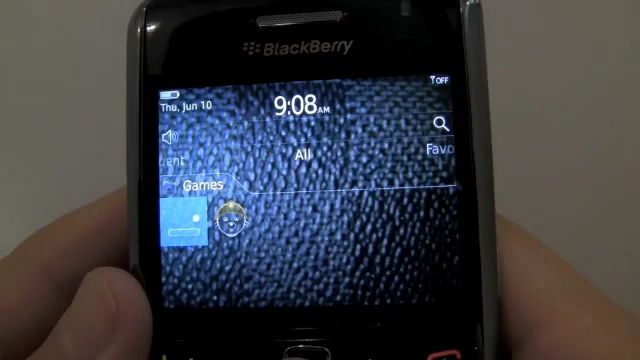 BlackBerry
OFF
Thu, Jun 10
9:08AM
ent
All
Favo
Games